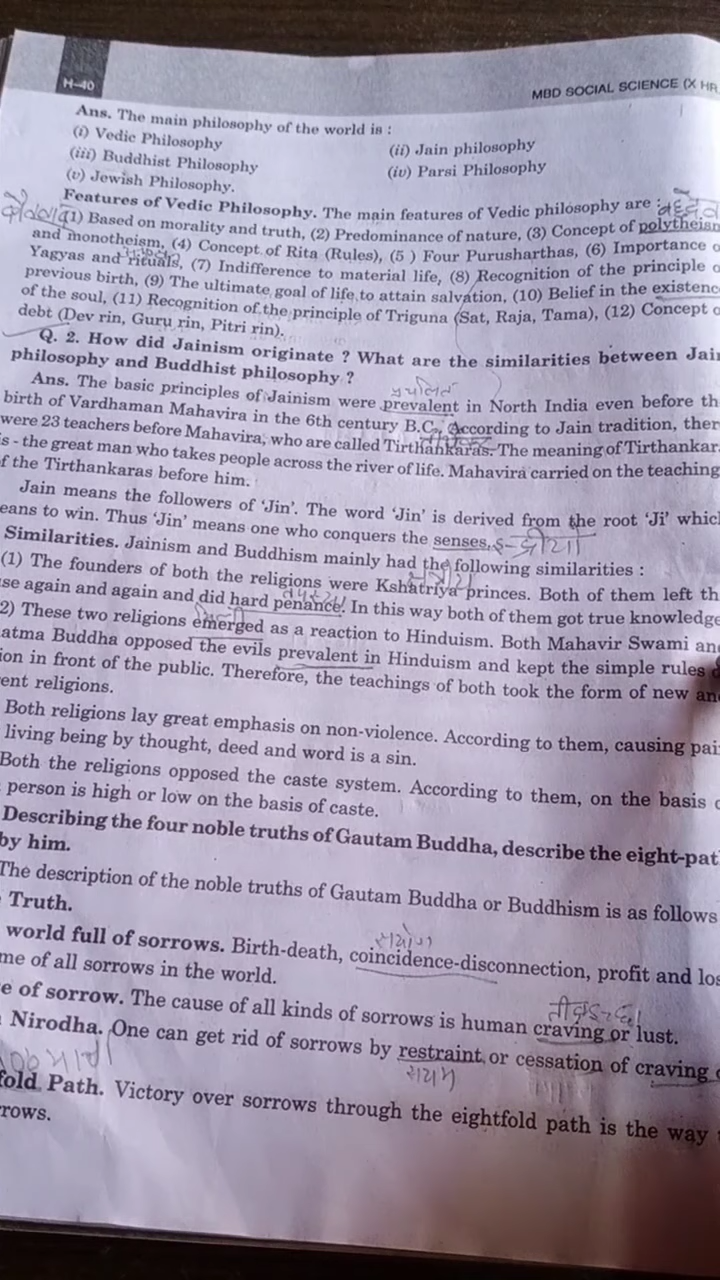 H-40
MBD SOCIAL SCIENCE (X HR.
Ans. The main philosophy of the world is :
(i) Vedic Philosophy (ii) Jain philosophy
(iii) Buddhist Philosophy (iv) Parsi Philosophy
(v) Jewish Philosophy.
Features of Vedic Philosophy. The main features of Vedic philosophy are :
(1) Based on morality and truth, (2) Predominance of nature, (3) Concept of polytheism
and monotheism, (4) Concept of Rita (Rules), (5 ) Four Purusharthas, (6) Importance o
Yagyas and rituals, (7) Indifference to material life, (8) Recognition of the principle o
previous birth, (9) The ultimate goal of life to attain salvation, (10) Belief in the existenc
of the soul, (11) Recognition of the principle of Triguna (Sat, Raja, Tama), (12) Concept o
debt (Dev rin, Guru rin, Pitri rin).
Q. 2. How did Jainism originate ? What are the similarities between Jai
philosophy and Buddhist philosophy ?
Ans. The basic principles of Jainism were prevalent in North India even before th
birth of Vardhaman Mahavira in the 6th century B.C. According to Jain tradition, ther
were 23 teachers before Mahavira, who are called Tirthankaras. The meaning of Tirthankar
is - the great man who takes people across the river of life. Mahavira carried on the teaching
f the Tirthankaras before him.
Jain means the followers of ‘Jin’. The word ‘Jin’ is derived from the root ‘Ji’ whic
eans to win. Thus ‘Jin’ means one who conquers the senses.
Similarities. Jainism and Buddhism mainly had the following similarities :
(1) The founders of both the religions were Kshatriya princes. Both of them left th
se again and again and did hard penance. In this way both of them got true knowledge
2) These two religions emerged as a reaction to Hinduism. Both Mahavir Swami an
atma Buddha opposed the evils prevalent in Hinduism and kept the simple rules
ion in front of the public. Therefore, the teachings of both took the form of new an
ent religions.
Both religions lay great emphasis on non-violence. According to them, causing pai
living being by thought, deed and word is a sin.
Both the religions opposed the caste system. According to them, on the basis o
person is high or low on the basis of caste.
Describing the four noble truths of Gautam Buddha, describe the eight-pat
by him.
The description of the noble truths of Gautam Buddha or Buddhism is as follows
Truth.
world full of sorrows. Birth-death, coincidence-disconnection, profit and los
me of all sorrows in the world.
e of sorrow. The cause of all kinds of sorrows is human craving or lust.
Nirodha. One can get rid of sorrows by restraint or cessation of craving
संयम
fold Path. Victory over sorrows through the eightfold path is the way
rrows.